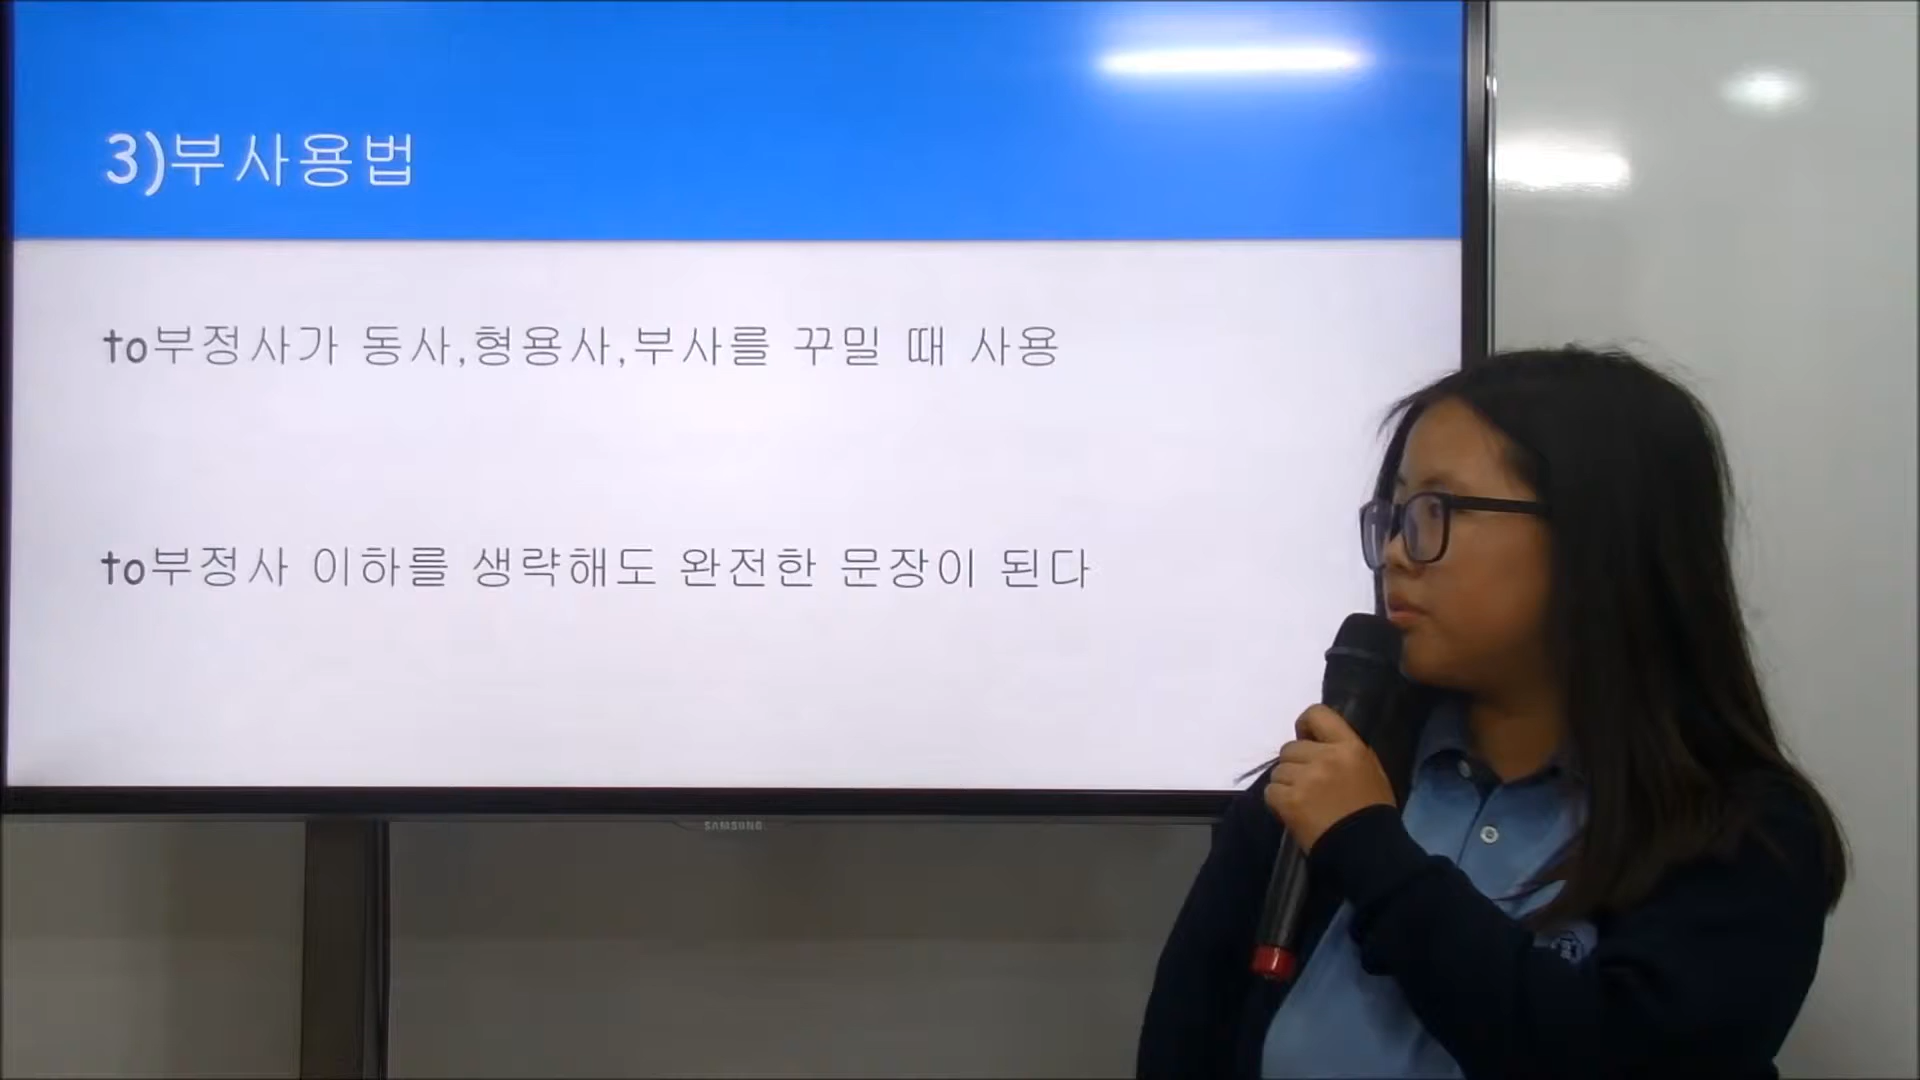 3)부사용법
to부정사가 동사,형용사,부사를 꾸밀 때 사용
to부정사 이하를 생략해도 완전한 문장이 된다
SAMSUNG